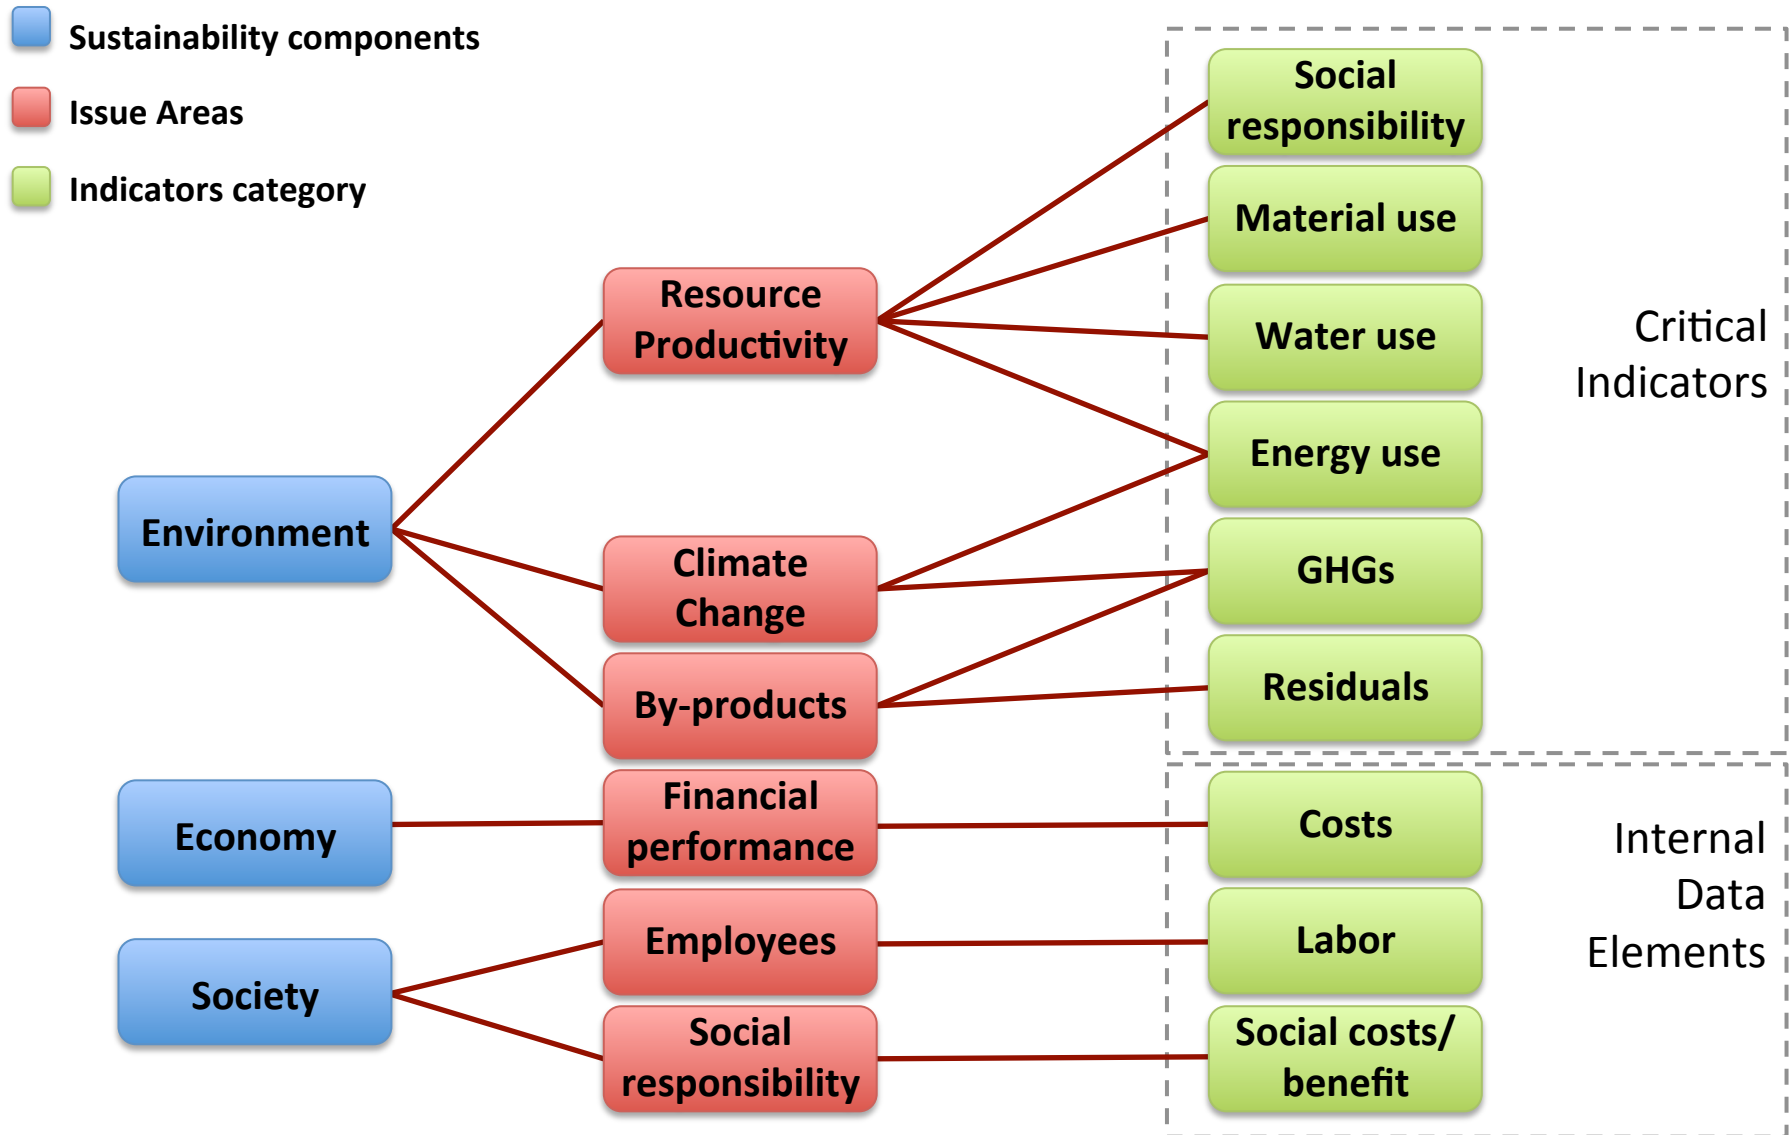 Sustainability components
Issue Areas
Indicators category
Environment
Economy
Society
Resource
Productivity
Climate
Change
By-products
Financial
performance
Employees
Social
responsibility
Social
responsibility
Material use
Water use
Energy use
GHGs
Residuals
Costs
Labor
Social costs/
benefit
Critical
Indicators
Internal
Data
Elements